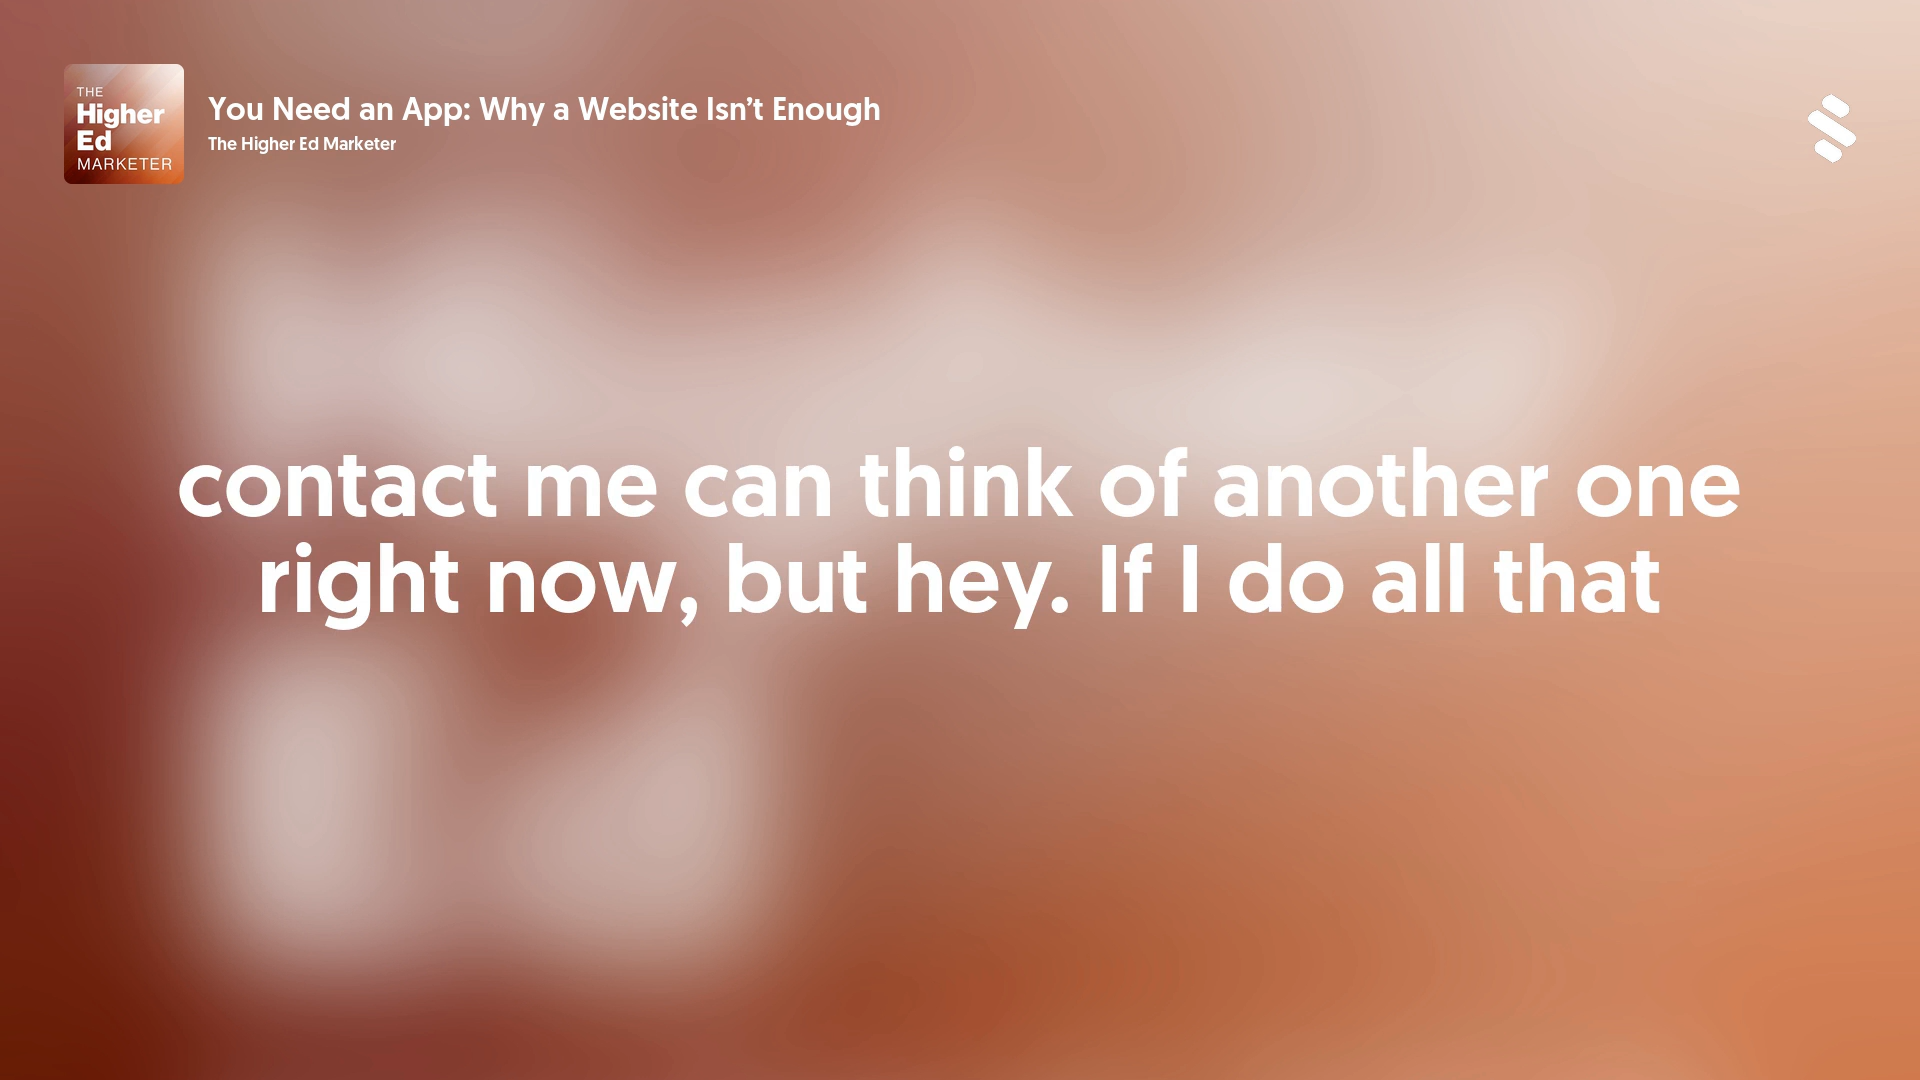 THE
Higher
Ed
MARKETER
You Need an App: Why a Website Isn’t Enough
The Higher Ed Marketer
contact me can think of another one
right now, but hey. If I do all that